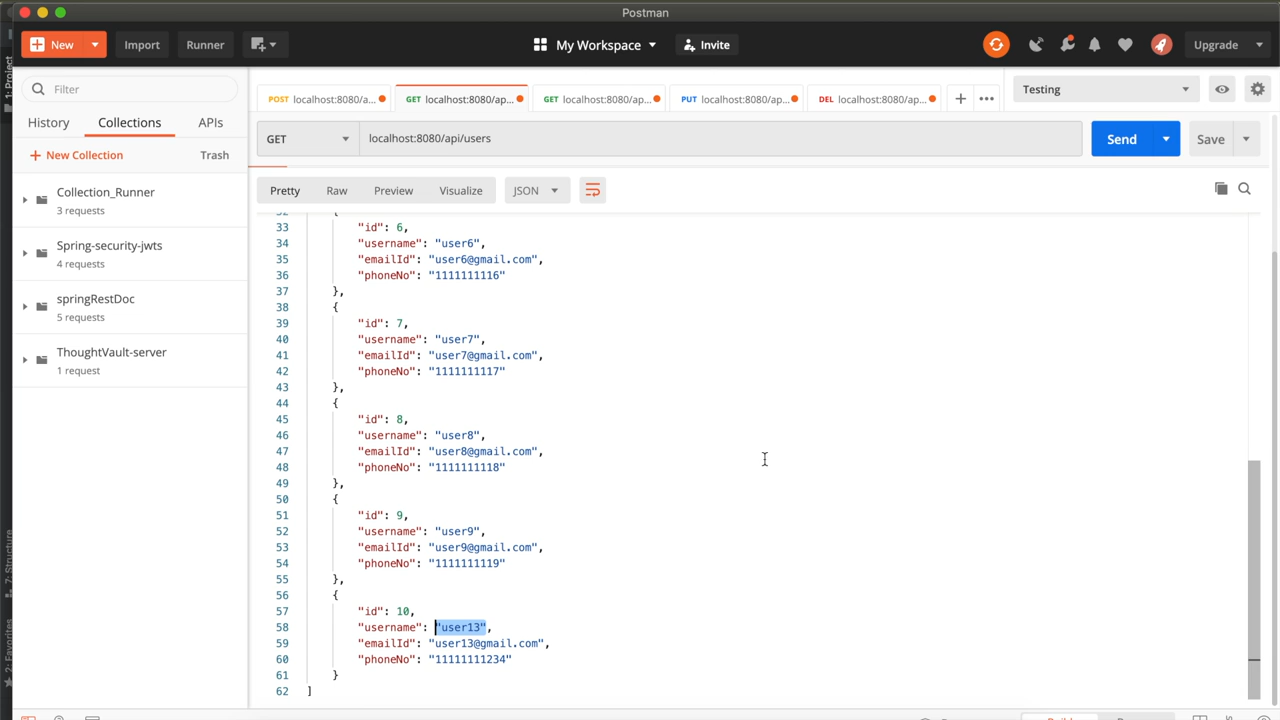 Postman
New Import Runner My Workspace Invite Upgrade
1: Project
Filter
POST localhost:8080/a... GET localhost:8080/ap... GET localhost:8080/ap... PUT localhost:8080/ap... DEL localhost:8080/ap... Testing
History Collections APIs
GET localhost:8080/api/users Send Save
+ New Collection Trash
Pretty Raw Preview Visualize JSON
Collection_Runner
3 requests
Spring-security-jwts
4 requests
springRestDoc
5 requests
ThoughtVault-server
1 request
7: Structure
2: Favorites
32 {
33 "id": 6,
34 "username": "user6",
35 "emailId": "user6@gmail.com",
36 "phoneNo": "1111111116"
37 },
38 {
39 "id": 7,
40 "username": "user7",
41 "emailId": "user7@gmail.com",
42 "phoneNo": "1111111117"
43 },
44 {
45 "id": 8,
46 "username": "user8",
47 "emailId": "user8@gmail.com",
48 "phoneNo": "1111111118"
49 },
50 {
51 "id": 9,
52 "username": "user9",
53 "emailId": "user9@gmail.com",
54 "phoneNo": "1111111119"
55 },
56 {
57 "id": 10,
58 "username": "user13",
59 "emailId": "user13@gmail.com",
60 "phoneNo": "11111111234"
61 }
62 ]